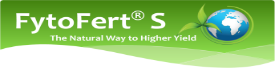 FytoFert® S
The Natural Way to Higher Yield